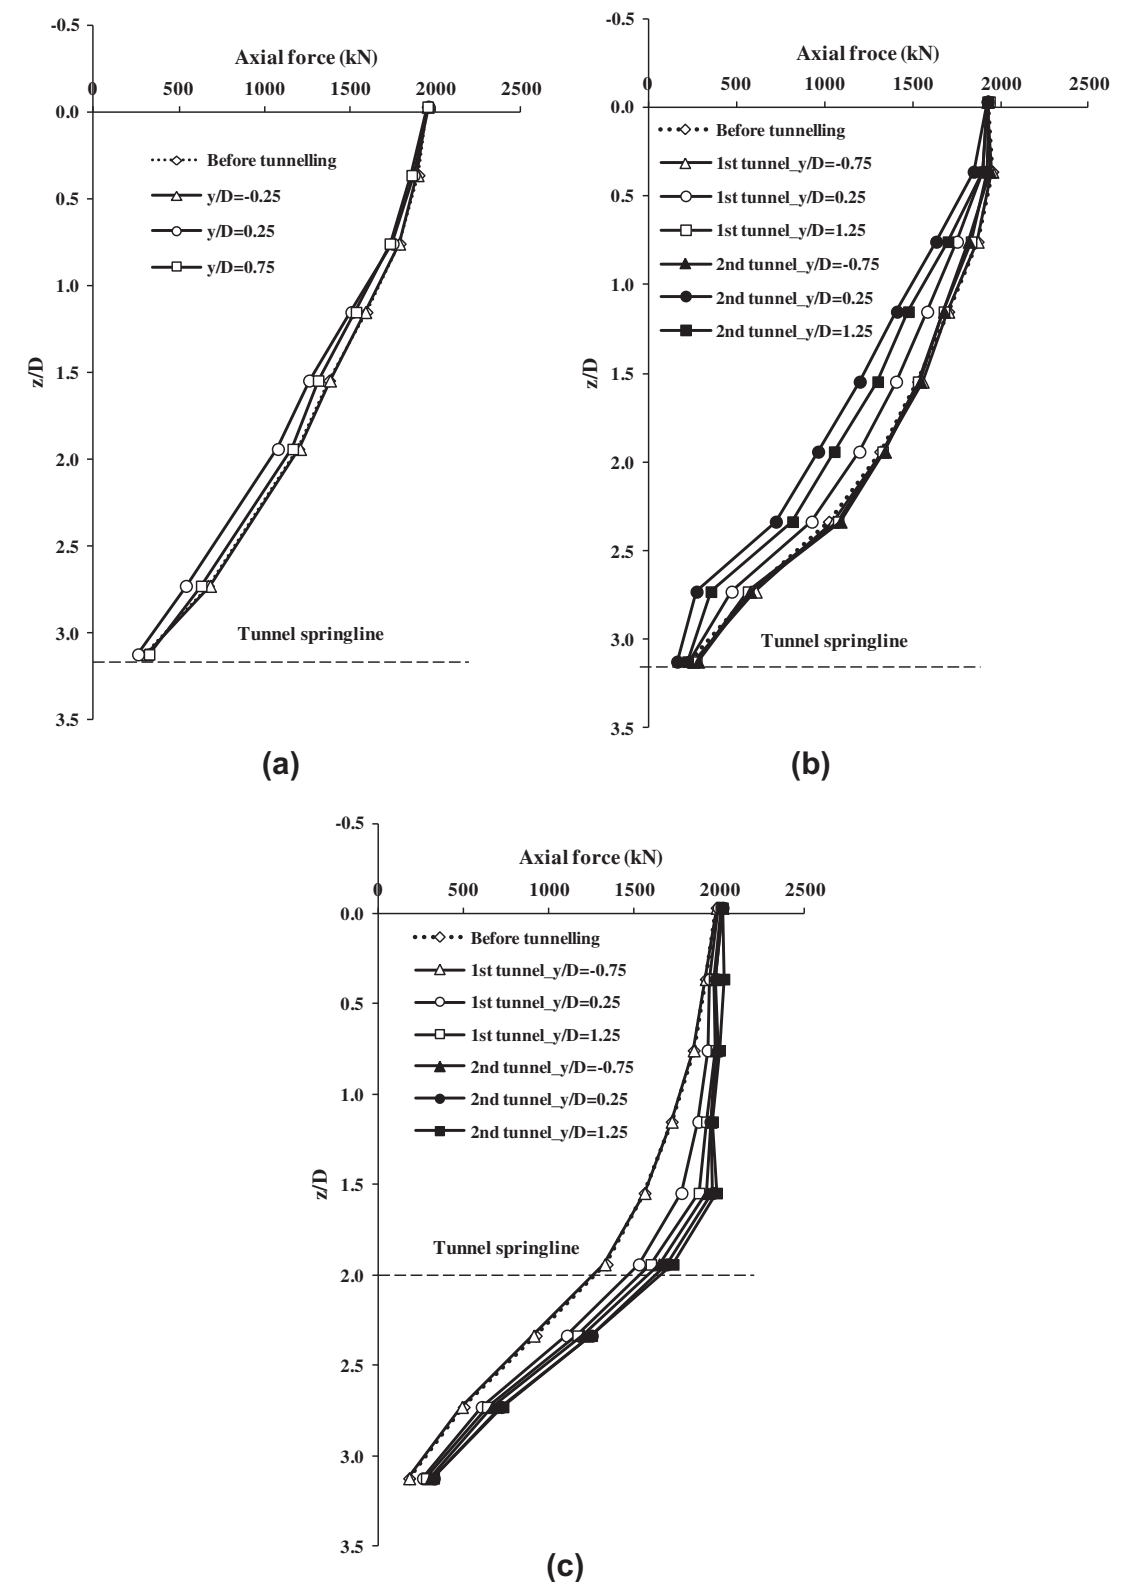 -0.5
Axial force (kN)
0 500 1000 1500 2000 2500
0.0
Before tunnelling
0.5
y/D=-0.25
y/D=0.25
y/D=0.75
1.0
z/D
1.5
2.0
2.5
3.0
Tunnel springline
3.5
(a)
-0.5
Axial froce (kN)
0 500 1000 1500 2000 2500
0.0
Before tunnelling
1st tunnel_y/D=-0.75
0.5
1st tunnel_y/D=0.25
1st tunnel_y/D=1.25
2nd tunnel_y/D=-0.75
1.0
2nd tunnel_y/D=0.25
2nd tunnel_y/D=1.25
z/D
1.5
2.0
2.5
3.0
Tunnel springline
3.5
(b)
-0.5
Axial force (kN)
0 500 1000 1500 2000 2500
0.0
Before tunnelling
1st tunnel_y/D=-0.75
0.5
1st tunnel_y/D=0.25
1st tunnel_y/D=1.25
2nd tunnel_y/D=-0.75
1.0
2nd tunnel_y/D=0.25
2nd tunnel_y/D=1.25
z/D
1.5
Tunnel springline
2.0
2.5
3.0
3.5
(c)